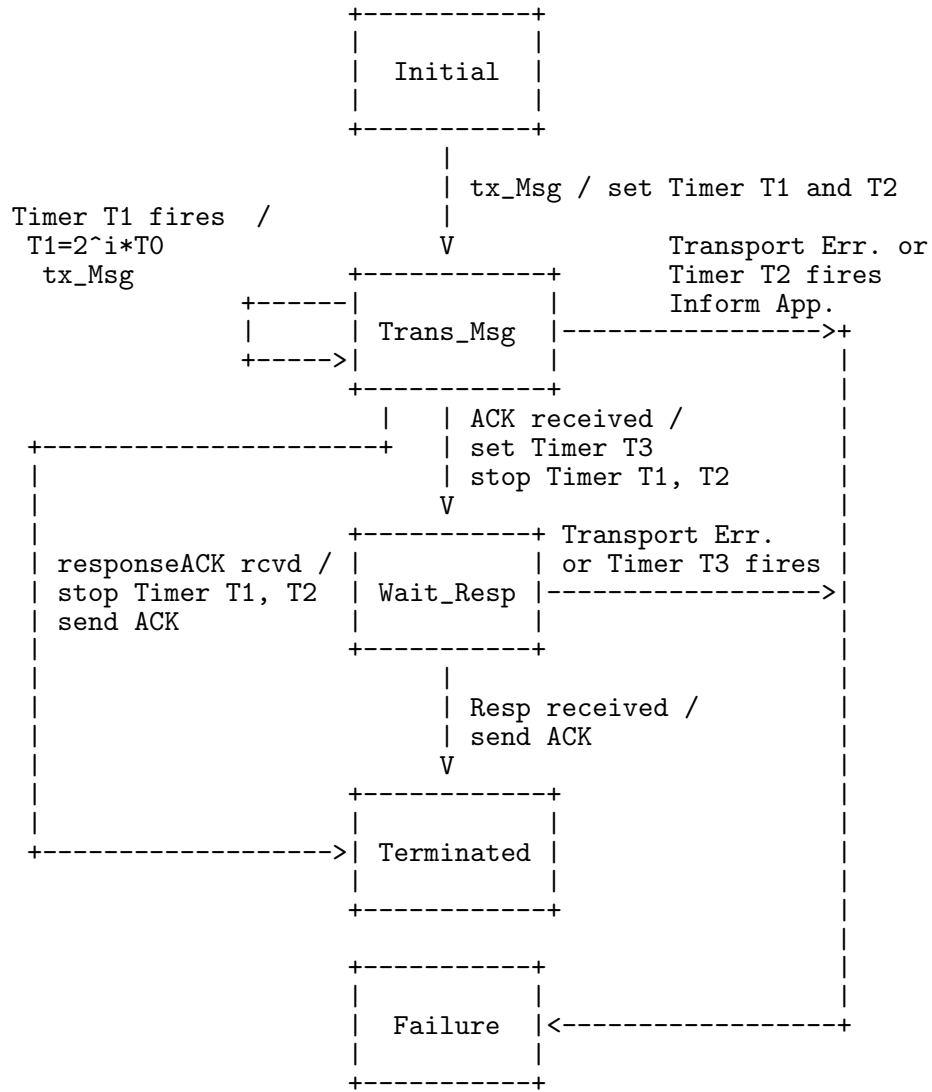 Initial
tx_Msg / set Timer T1 and T2
Timer T1 fires /
T1=2^i*T0
tx_Msg
Transport Err. or
Timer T2 fires
Inform App.
Trans_Msg
ACK received /
set Timer T3
stop Timer T1, T2
Transport Err.
or Timer T3 fires
responseACK rcvd /
stop Timer T1, T2
send ACK
Wait_Resp
Resp received /
send ACK
Terminated
Failure